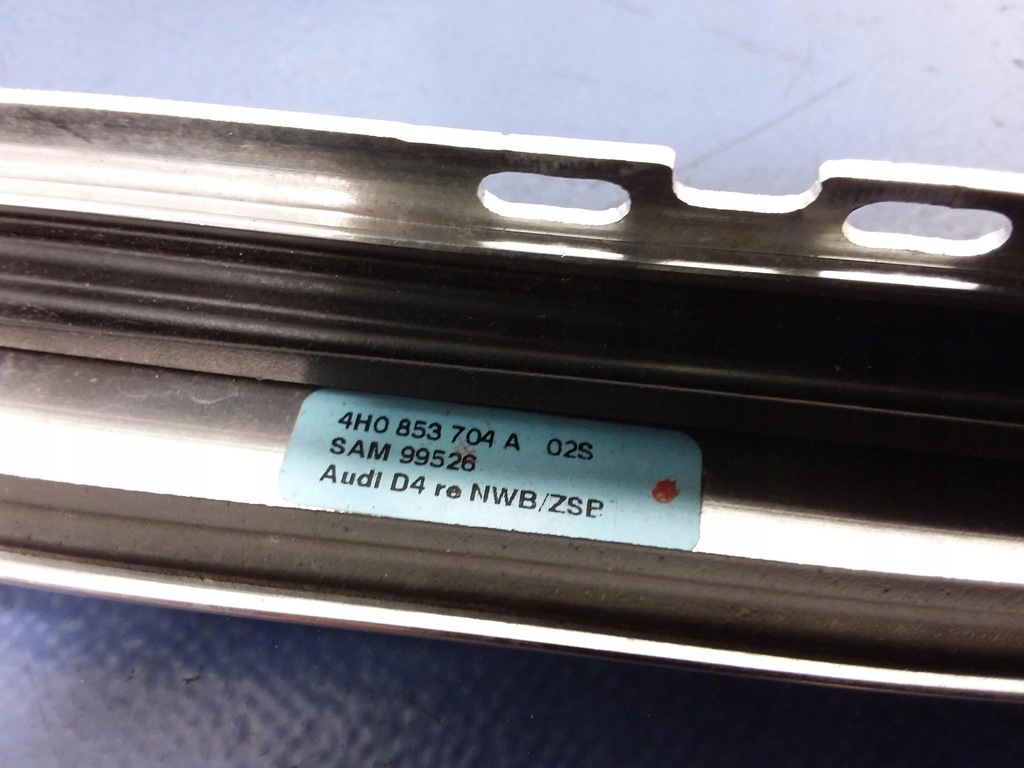 4H0 853 704 A 02S
SAM 99526
Audi D4 re NWB/ZSB